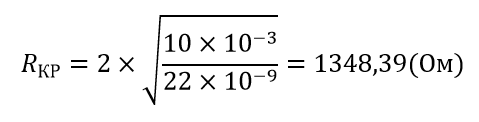 R_КР = 2 × √((10 × 10⁻³)/(22 × 10⁻⁹)) = 1348,39(Ом)